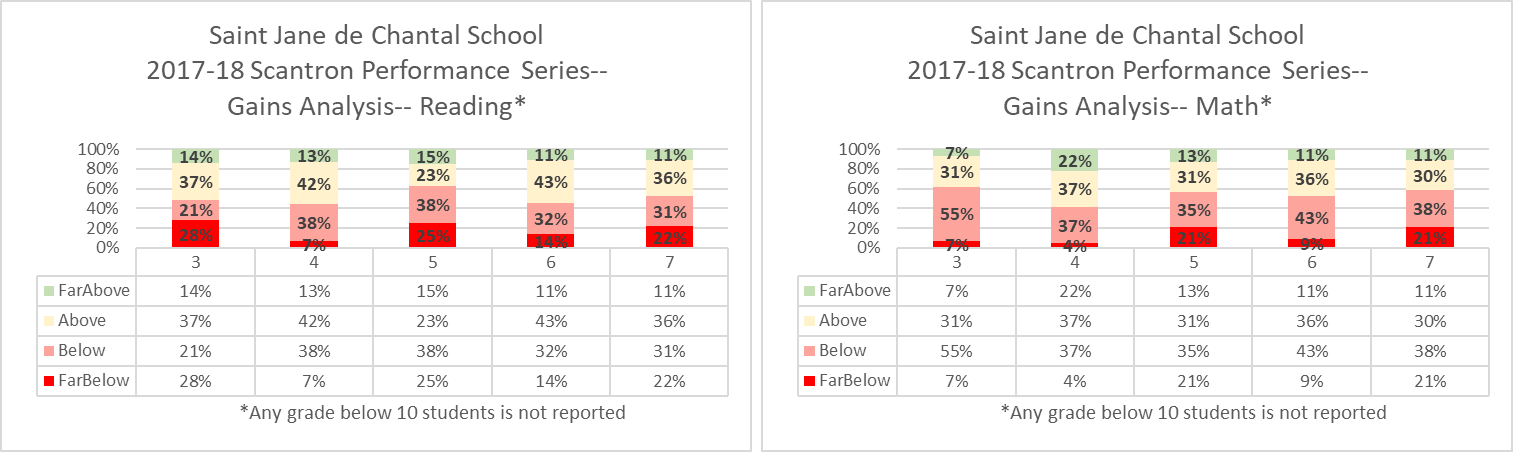 Saint Jane de Chantal School
2017-18 Scantron Performance Series--
Gains Analysis-- Reading*
100%
80%
60%
40%
20%
0%
14% 13% 15% 11% 11%
37% 42% 23% 43% 36%
21% 38% 38% 32% 31%
28% 7% 25% 14% 22%
3 4 5 6 7
FarAbove 14% 13% 15% 11% 11%
Above 37% 42% 23% 43% 36%
Below 21% 38% 38% 32% 31%
FarBelow 28% 7% 25% 14% 22%
*Any grade below 10 students is not reported
Saint Jane de Chantal School
2017-18 Scantron Performance Series--
Gains Analysis-- Math*
100%
80%
60%
40%
20%
0%
7% 22% 13% 11% 11%
31% 37% 31% 36% 30%
55% 37% 35% 43% 38%
7% 4% 21% 9% 21%
3 4 5 6 7
FarAbove 7% 22% 13% 11% 11%
Above 31% 37% 31% 36% 30%
Below 55% 37% 35% 43% 38%
FarBelow 7% 4% 21% 9% 21%
*Any grade below 10 students is not reported